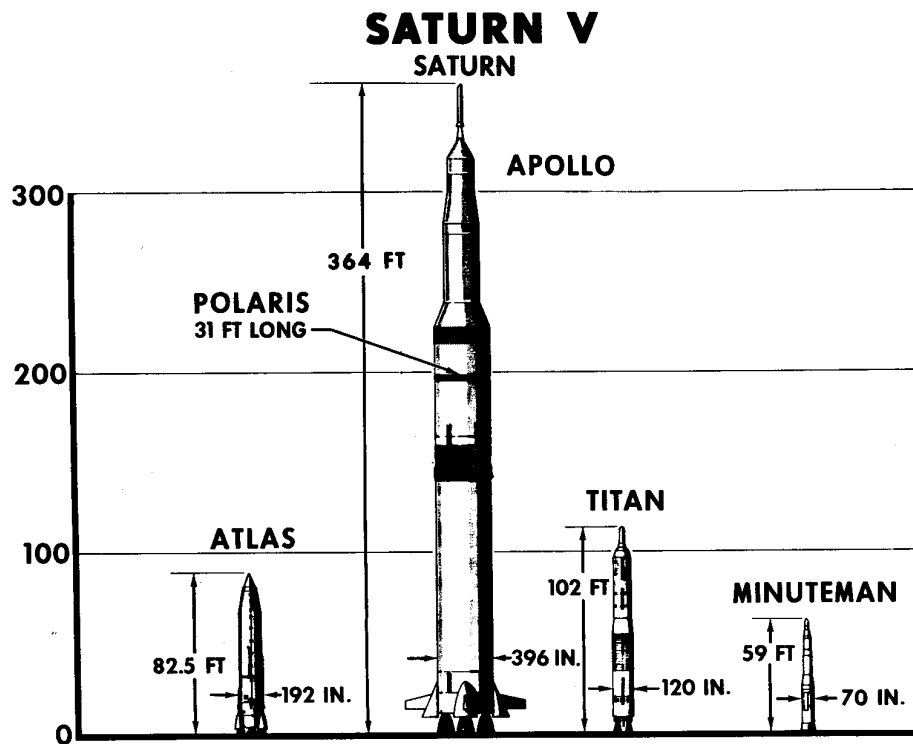 SATURN V
SATURN
APOLLO
300
364 FT
POLARIS
31 FT LONG
200
TITAN
ATLAS
100
102 FT
MINUTEMAN
82.5 FT
396 IN.
59 FT
192 IN.
120 IN.
70 IN.
0